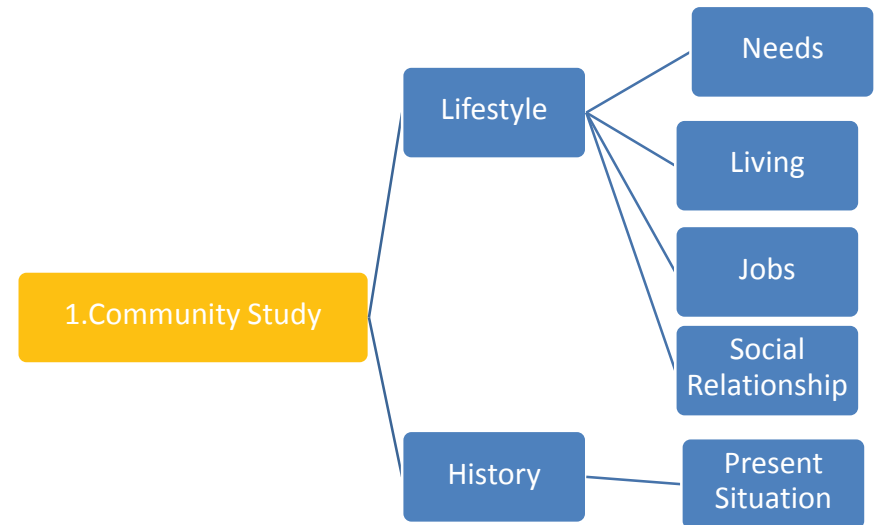 1.Community Study
Lifestyle
Needs
Living
Jobs
Social
Relationship
History
Present
Situation